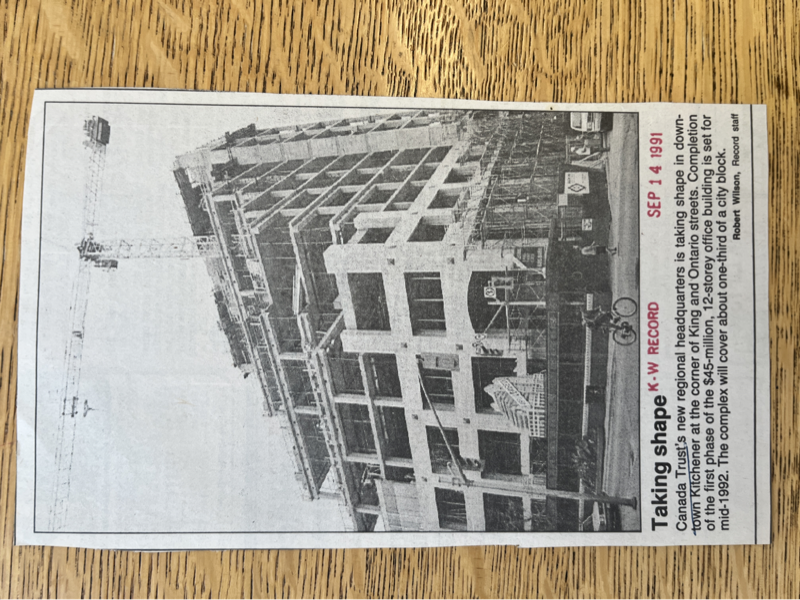 Taking shape K-W RECORD SEP 14 1991
Canada Trust's new regional headquarters is taking shape in down-
town Kitchener at the corner of King and Ontario streets. Completion
of the first phase of the $45-million, 12-storey office building is set for
mid-1992. The complex will cover about one-third of a city block.
Robert Wilson, Record staff